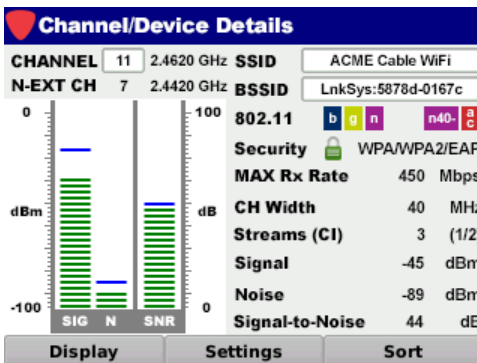 Channel/Device Details
CHANNEL 11 2.4620 GHz SSID ACME Cable WiFi
N-EXT CH 7 2.4420 GHz BSSID LnkSys:5878d-0167c
0 100 802.11 b g n n40- a c
Security WPA/WPA2/EAP
MAX Rx Rate 450 Mbps
dBm dB CH Width 40 MHz
Streams (CI) 3 (1/2
Signal -45 dBm
Noise -89 dBm
-100 0
SIG N SNR Signal-to-Noise 44 dB
Display Settings Sort